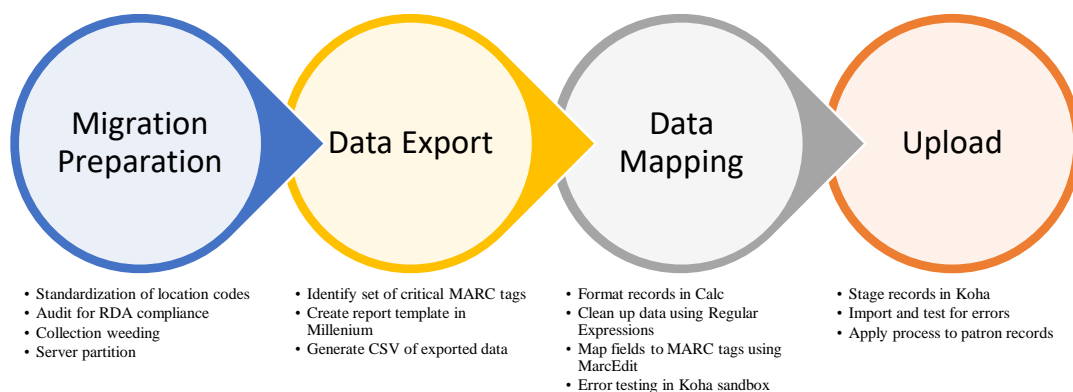 Migration
Preparation
Data Export
Data
Mapping
Upload
• Standardization of location codes
• Audit for RDA compliance
• Collection weeding
• Server partition
• Identify set of critical MARC tags
• Create report template in
Millenium
• Generate CSV of exported data
• Format records in Calc
• Clean up data using Regular
Expressions
• Map fields to MARC tags using
MarcEdit
• Error testing in Koha sandbox
• Stage records in Koha
• Import and test for errors
• Apply process to patron records